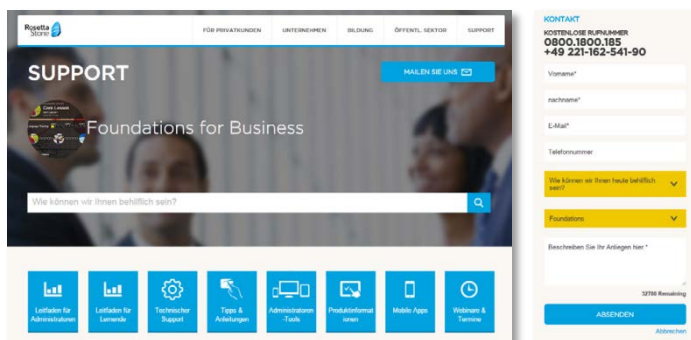 Rosetta
Stone
FÜR PRIVATKUNDEN UNTERNEHMEN BILDUNG ÖFFENTL. SEKTOR SUPPORT
SUPPORT
MAILEN SIE UNS
Foundations for Business
Wie können wir Ihnen behilflich sein?
Leitfaden für
Administratoren
Leitfaden für
Lernende
Technischer
Support
Tipps &
Anleitungen
Administratoren
-Tools
Produktinformat
ionen
Mobile Apps
Webinare &
Termine
KONTAKT
KOSTENLOSE RUFNUMMER
0800.1800.185
+49 221-162-541-90
Vorname*
nachname*
E-Mail*
Telefonnummer
Wie können wir Ihnen heute behilflich
sein?
Foundations
Beschreiben Sie Ihr Anliegen hier.*
32700 Remaining
ABSENDEN
Abbrechen